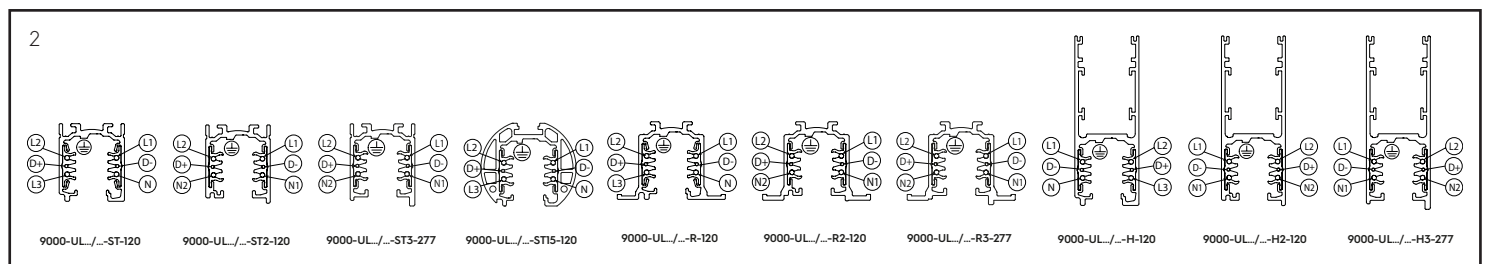 2
L2 L1
D+ D-
L3 N
9000-UL.../...-ST-120
L2 L1
D+ D-
N2 N1
9000-UL.../...-ST2-120
L2 L1
D+ D-
N2 N1
9000-UL.../...-ST3-277
L2 L1
D+ D-
L3 N
9000-UL.../...-ST15-120
L2 L1
D+ D-
L3 N
9000-UL.../...-R-120
L2 L1
D+ D-
N2 N1
9000-UL.../...-R2-120
L2 L1
D+ D-
N2 N1
9000-UL.../...-R3-277
L1 L2
D- D+
N L3
9000-UL.../...-H-120
L1 L2
D- D+
N1 N2
9000-UL.../...-H2-120
L1 L2
D- D+
N1 N2
9000-UL.../...-H3-277